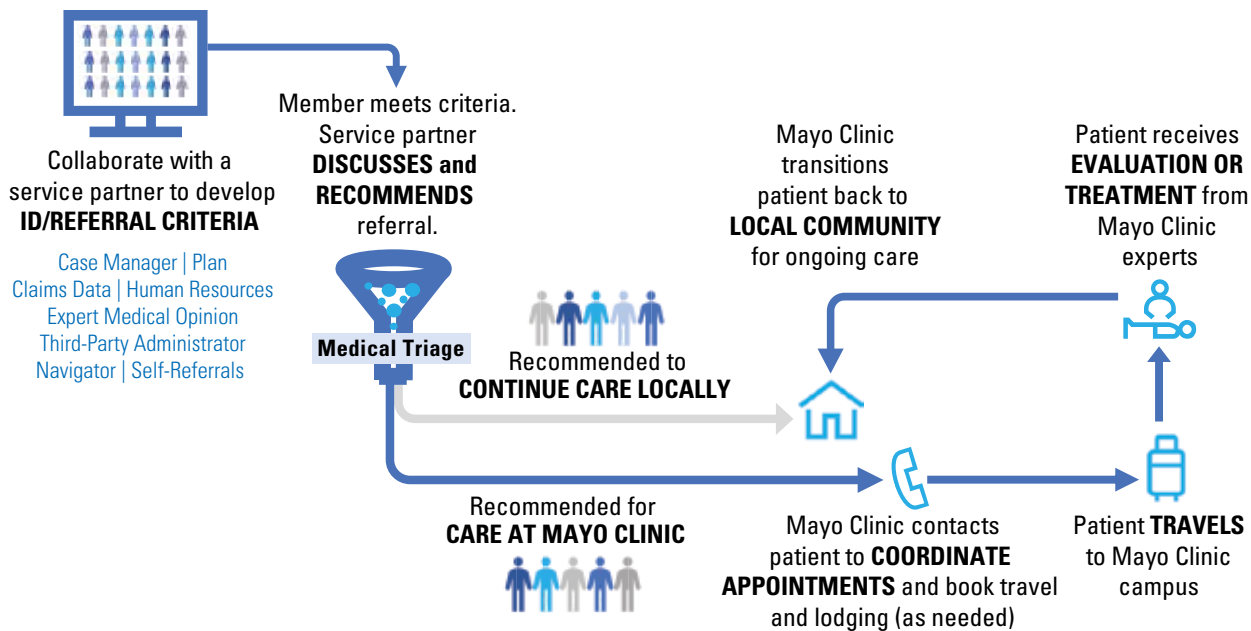 Collaborate with a
service partner to develop
ID/REFERRAL CRITERIA
Case Manager | Plan
Claims Data | Human Resources
Expert Medical Opinion
Third-Party Administrator
Navigator | Self-Referrals
Member meets criteria.
Service partner
DISCUSSES and
RECOMMENDS
referral.
Medical Triage
Recommended to
CONTINUE CARE LOCALLY
Recommended for
CARE AT MAYO CLINIC
Mayo Clinic contacts
patient to COORDINATE
APPOINTMENTS and book travel
and lodging (as needed)
Patient TRAVELS
to Mayo Clinic
campus
Patient receives
EVALUATION OR
TREATMENT from
Mayo Clinic
experts
Mayo Clinic
transitions
patient back to
LOCAL COMMUNITY
for ongoing care